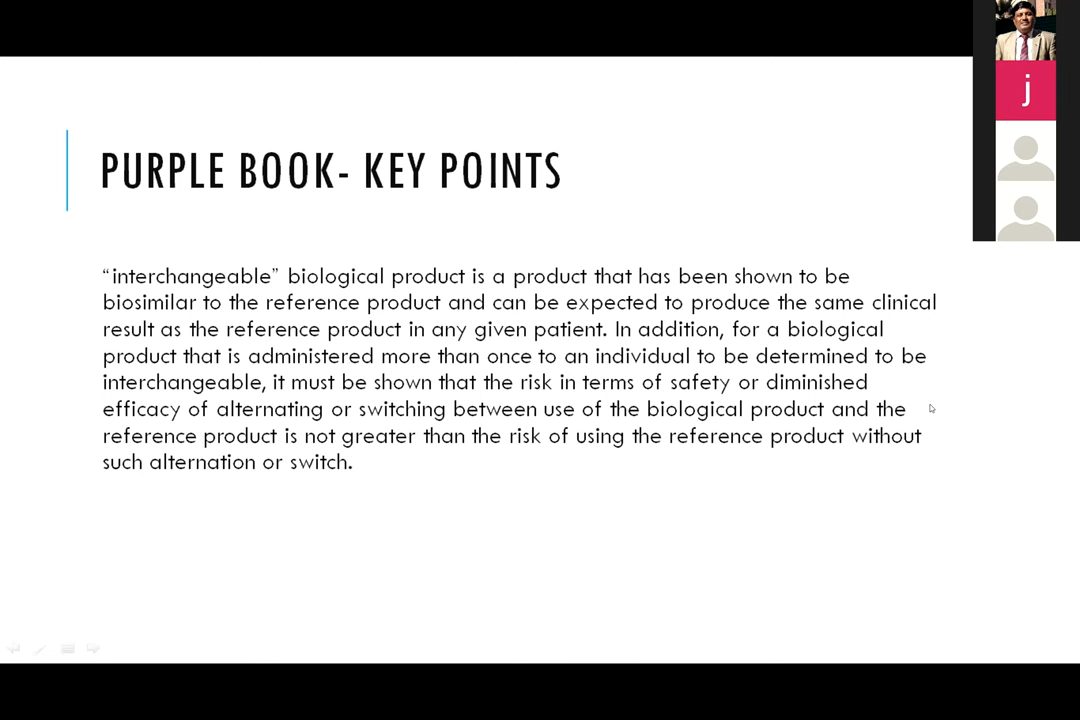 PURPLE BOOK- KEY POINTS
“interchangeable” biological product is a product that has been shown to be
biosimilar to the reference product and can be expected to produce the same clinical
result as the reference product in any given patient. In addition, for a biological
product that is administered more than once to an individual to be determined to be
interchangeable, it must be shown that the risk in terms of safety or diminished
efficacy of alternating or switching between use of the biological product and the
reference product is not greater than the risk of using the reference product without
such alternation or switch.
j